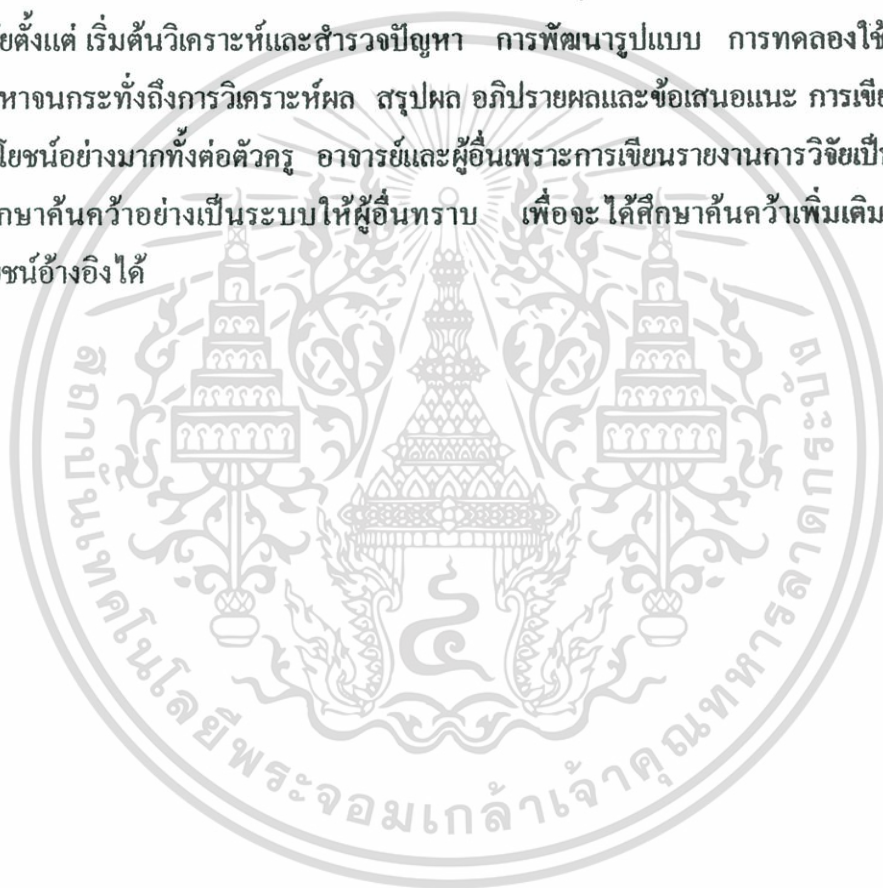 ยตั้งแต่ เริ่มต้นวิเคราะห์และสำรวจปัญหา การพัฒนารูปแบบ การทดลองใช้
หาจนกระทั่งถึงการวิเคราะห์ผล สรุปผล อภิปรายผลและข้อเสนอแนะ การเขีย
โยชน์อย่างมากทั้งต่อตัวครู อาจารย์และผู้อื่นเพราะการเขียนรายงานการวิจัยเป็
กษาค้นคว้าอย่างเป็นระบบให้ผู้อื่นทราบ เพื่อจะได้ศึกษาค้นคว้าเพิ่มเติม
ยชน์อ้างอิงได้
สถาบันเทคโนโลยีพระจอมเกล้าเจ้าคุณทหารลาดกระบัง
๔